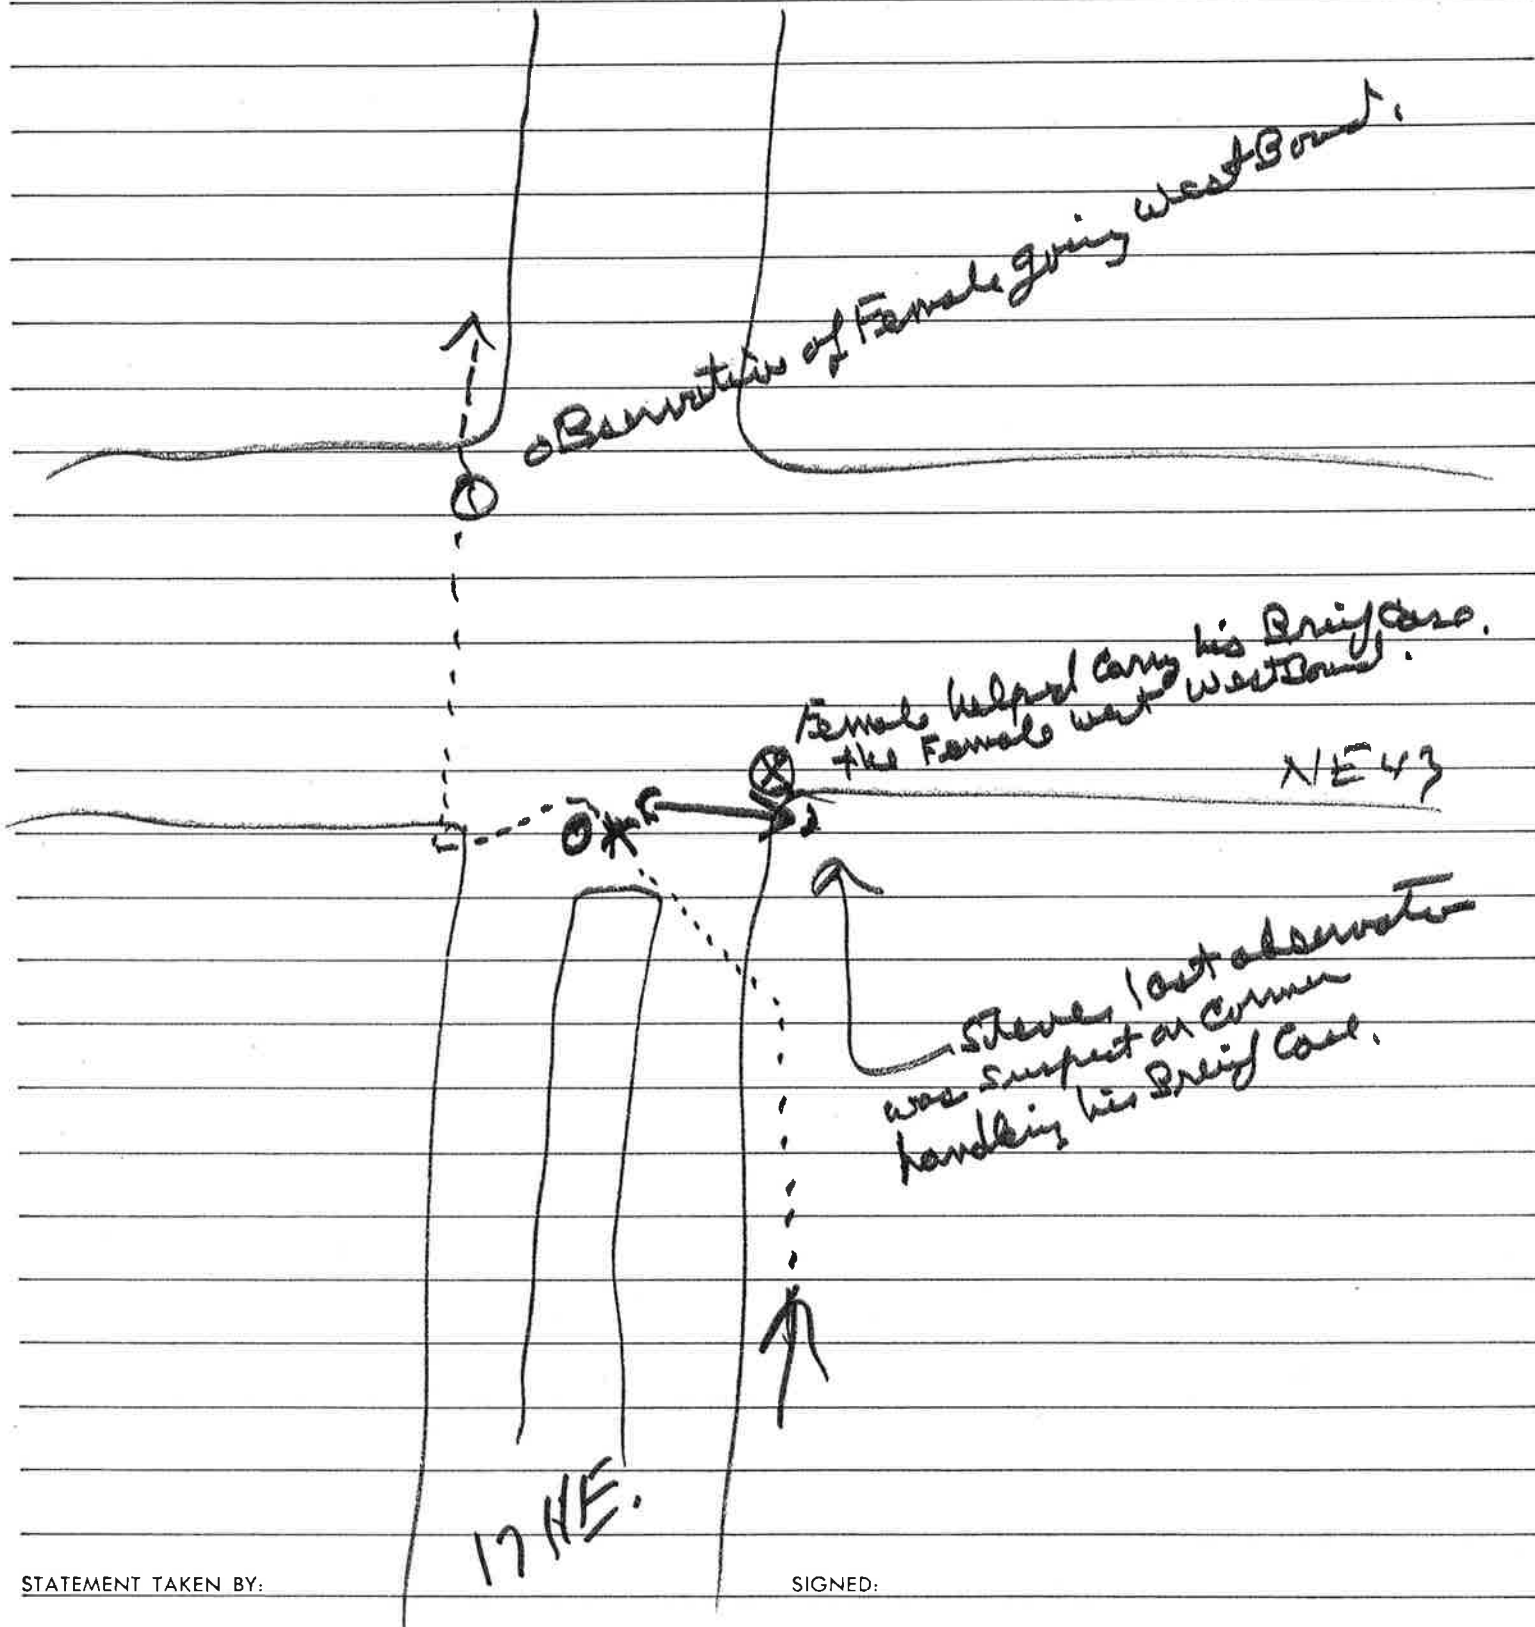 oBservation of Female going westBound.
Female helped Carry his BreifCase.
the Female went WestBound.
NE 43
Steves last observation
was suspect on Corner
handling his Breif Case.
17 NE.
STATEMENT TAKEN BY:
SIGNED: